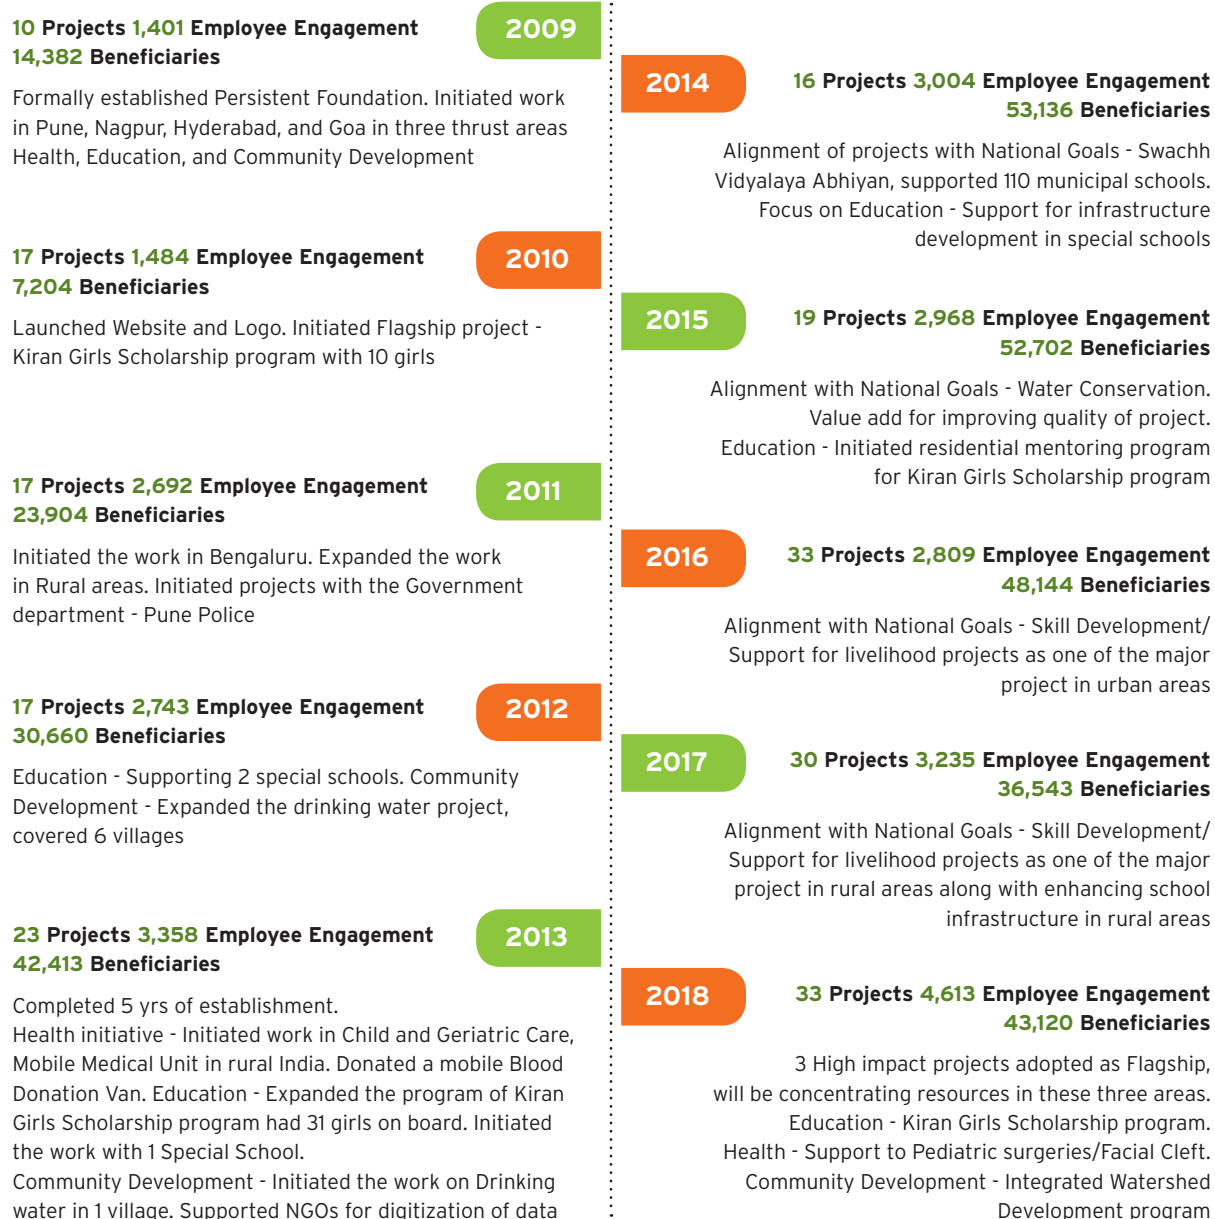 10 Projects 1,401 Employee Engagement
14,382 Beneficiaries
2009
Formally established Persistent Foundation. Initiated work
in Pune, Nagpur, Hyderabad, and Goa in three thrust areas
Health, Education, and Community Development
17 Projects 1,484 Employee Engagement
7,204 Beneficiaries
2010
Launched Website and Logo. Initiated Flagship project -
Kiran Girls Scholarship program with 10 girls
17 Projects 2,692 Employee Engagement
23,904 Beneficiaries
2011
Initiated the work in Bengaluru. Expanded the work
in Rural areas. Initiated projects with the Government
department - Pune Police
17 Projects 2,743 Employee Engagement
30,660 Beneficiaries
2012
Education - Supporting 2 special schools. Community
Development - Expanded the drinking water project,
covered 6 villages
23 Projects 3,358 Employee Engagement
42,413 Beneficiaries
2013
Completed 5 yrs of establishment.
Health initiative - Initiated work in Child and Geriatric Care,
Mobile Medical Unit in rural India. Donated a mobile Blood
Donation Van. Education - Expanded the program of Kiran
Girls Scholarship program had 31 girls on board. Initiated
the work with 1 Special School.
Community Development - Initiated the work on Drinking
water in 1 village. Supported NGOs for digitization of data
2014
16 Projects 3,004 Employee Engagement
53,136 Beneficiaries
Alignment of projects with National Goals - Swachh
Vidyalaya Abhiyan, supported 110 municipal schools.
Focus on Education - Support for infrastructure
development in special schools
2015
19 Projects 2,968 Employee Engagement
52,702 Beneficiaries
Alignment with National Goals - Water Conservation.
Value add for improving quality of project.
Education - Initiated residential mentoring program
for Kiran Girls Scholarship program
2016
33 Projects 2,809 Employee Engagement
48,144 Beneficiaries
Alignment with National Goals - Skill Development/
Support for livelihood projects as one of the major
project in urban areas
2017
30 Projects 3,235 Employee Engagement
36,543 Beneficiaries
Alignment with National Goals - Skill Development/
Support for livelihood projects as one of the major
project in rural areas along with enhancing school
infrastructure in rural areas
2018
33 Projects 4,613 Employee Engagement
43,120 Beneficiaries
3 High impact projects adopted as Flagship,
will be concentrating resources in these three areas.
Education - Kiran Girls Scholarship program.
Health - Support to Pediatric surgeries/Facial Cleft.
Community Development - Integrated Watershed
Development program